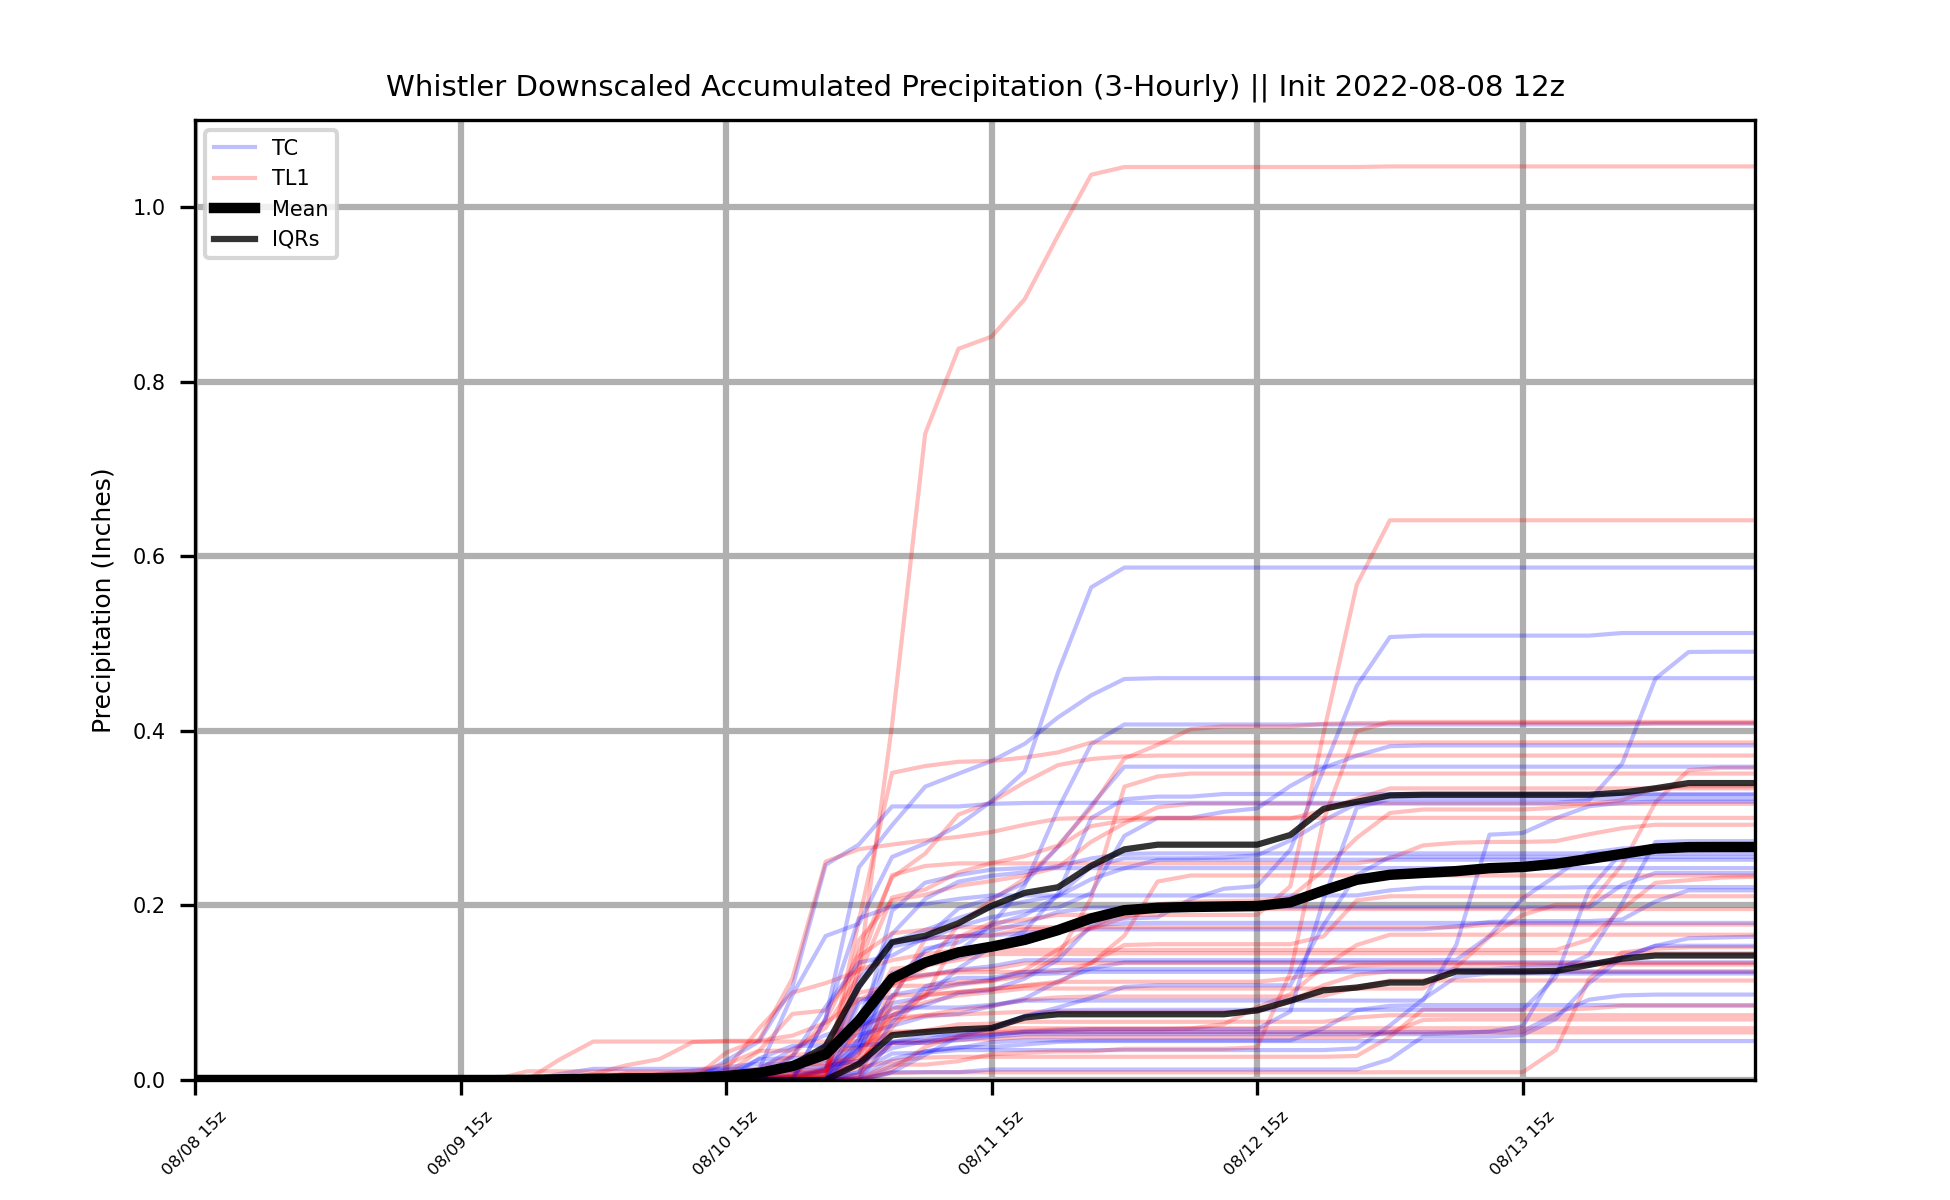 Whistler Downscaled Accumulated Precipitation (3-Hourly) || Init 2022-08-08 12z
TC
TL1
Mean
IQRs
Precipitation (Inches)
1.0
0.8
0.6
0.4
0.2
0.0
08/08 15z
08/09 15z
08/10 15z
08/11 15z
08/12 15z
08/13 15z